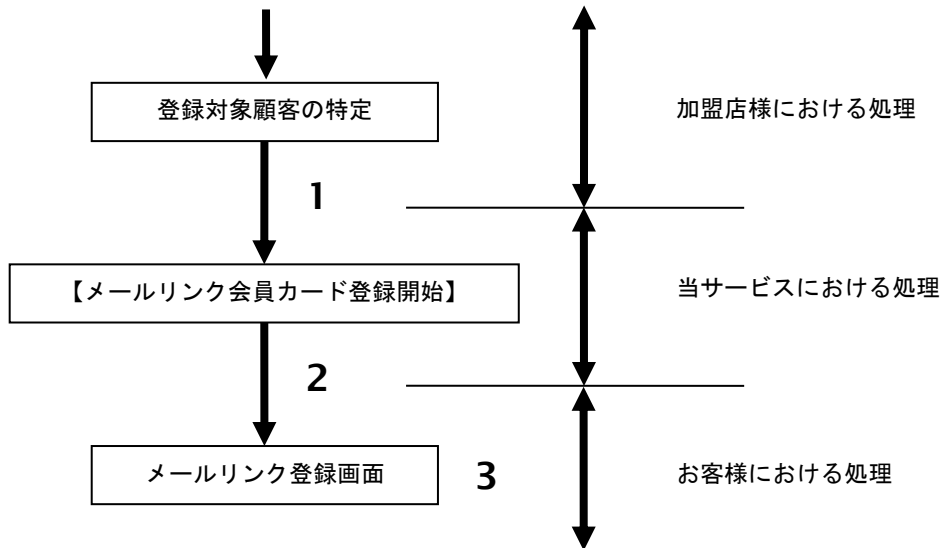 登録対象顧客の特定
加盟店様における処理
1
【メールリンク会員カード登録開始】
当サービスにおける処理
2
メールリンク登録画面
3
お客様における処理